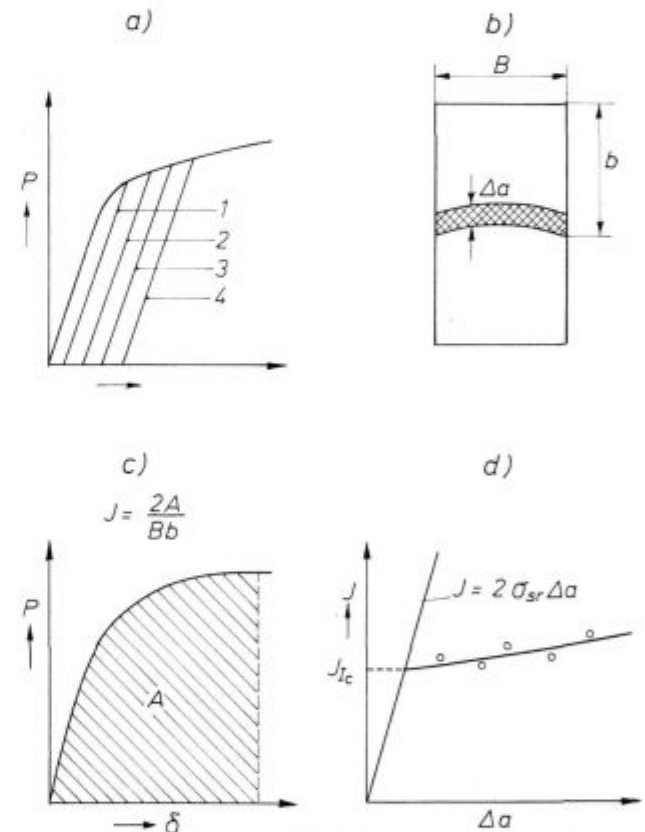 a)
P
1
2
3
4
b)
B
b
Δa
c)
J = 2A / Bb
P
A
δ
d)
J
J = 2 σsr Δa
JIc
Δa